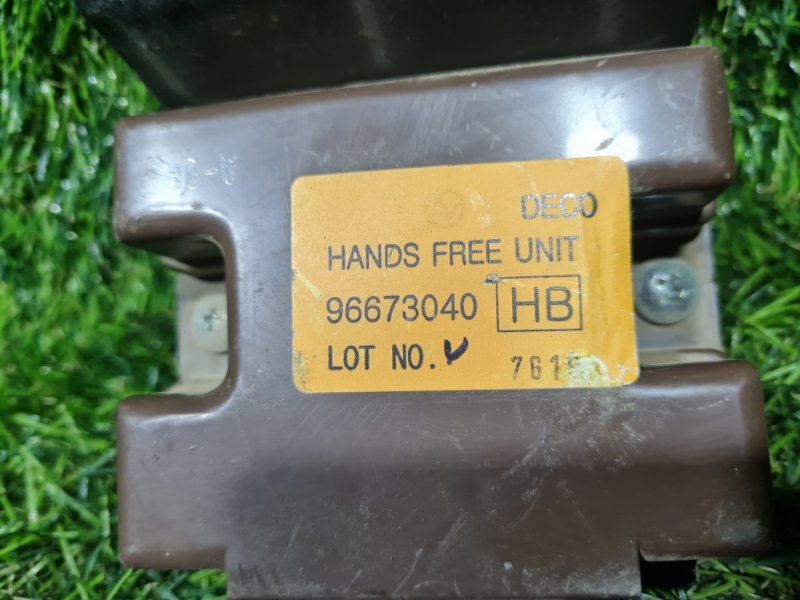 DECO
HANDS FREE UNIT
96673040 HB
LOT NO.